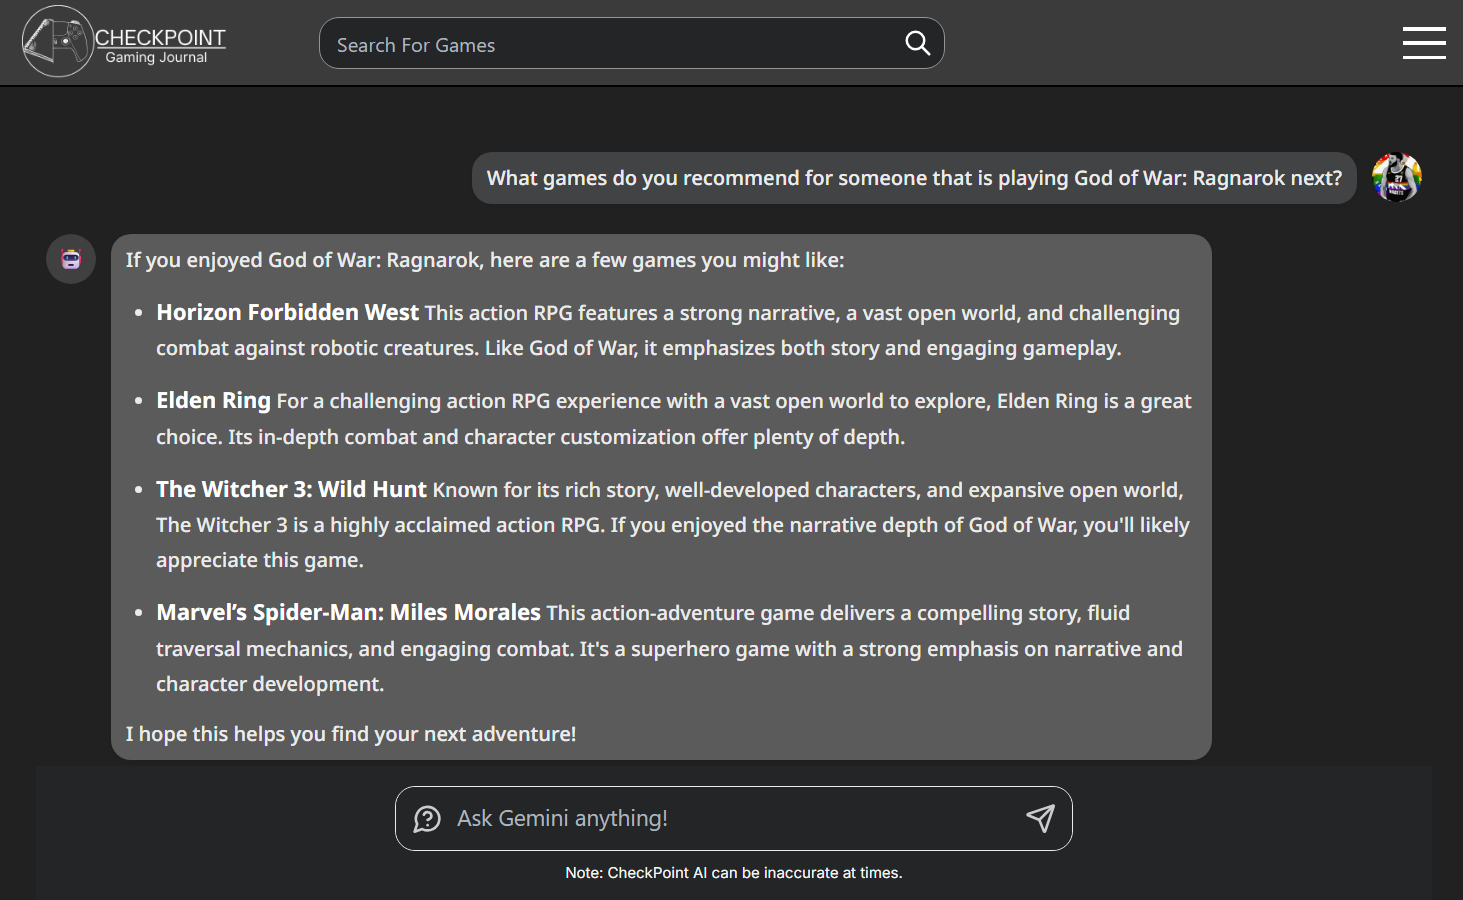 CHECKPOINT
Gaming Journal
Search For Games
What games do you recommend for someone that is playing God of War: Ragnarok next?
If you enjoyed God of War: Ragnarok, here are a few games you might like:
• Horizon Forbidden West This action RPG features a strong narrative, a vast open world, and challenging
combat against robotic creatures. Like God of War, it emphasizes both story and engaging gameplay.
• Elden Ring For a challenging action RPG experience with a vast open world to explore, Elden Ring is a great
choice. Its in-depth combat and character customization offer plenty of depth.
• The Witcher 3: Wild Hunt Known for its rich story, well-developed characters, and expansive open world,
The Witcher 3 is a highly acclaimed action RPG. If you enjoyed the narrative depth of God of War, you'll likely
appreciate this game.
• Marvel’s Spider-Man: Miles Morales This action-adventure game delivers a compelling story, fluid
traversal mechanics, and engaging combat. It's a superhero game with a strong emphasis on narrative and
character development.
I hope this helps you find your next adventure!
Ask Gemini anything!
Note: CheckPoint AI can be inaccurate at times.